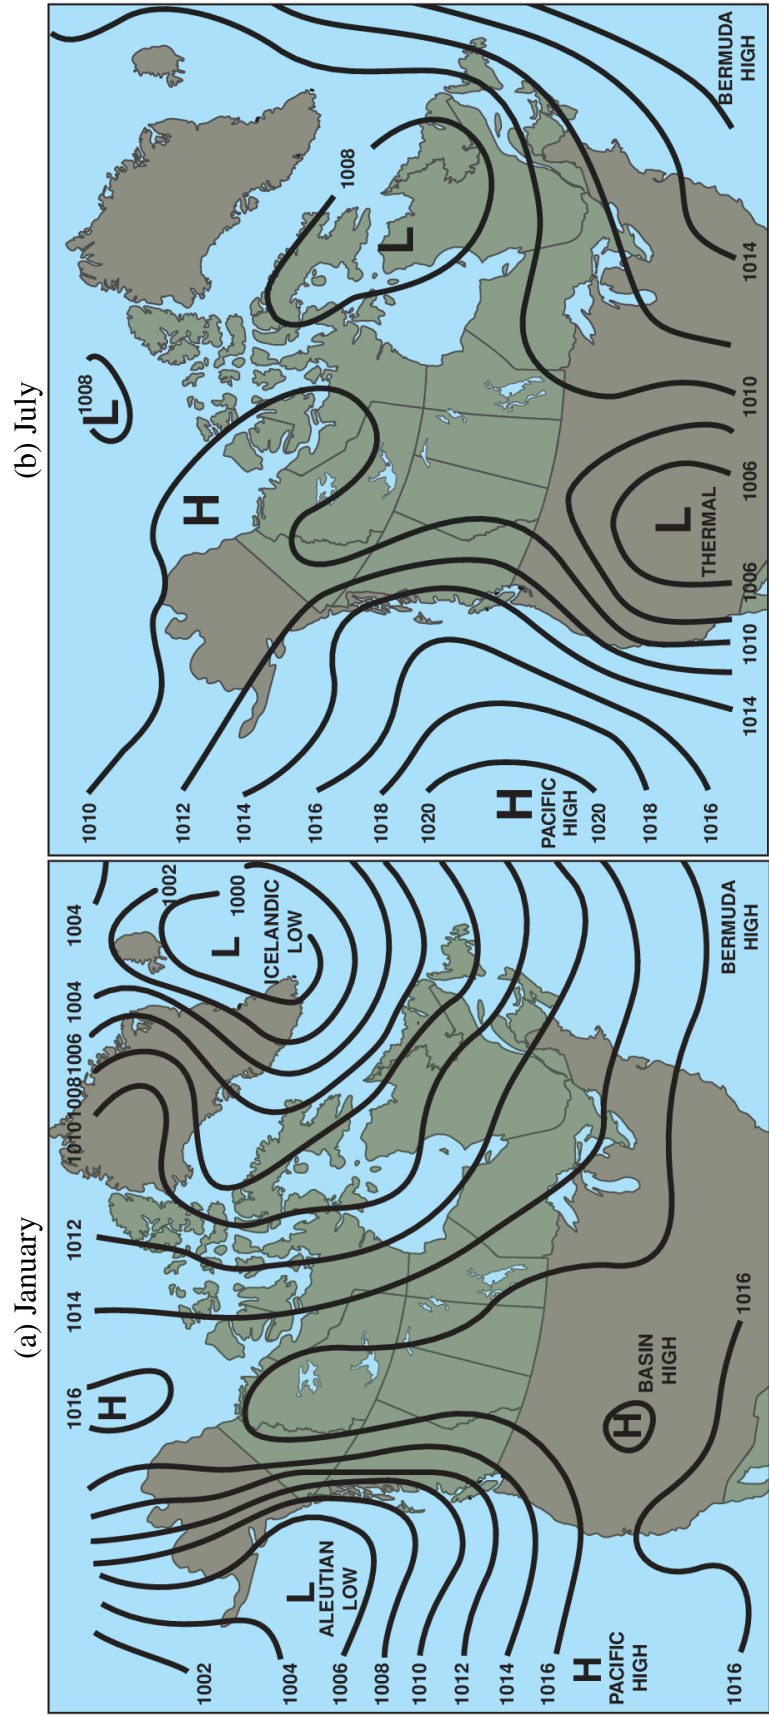 (a) January
1002
1004
1006
1008
1010
1012
1014
1016
1016
1016
1014
1012
1010
1008
1006
1004
1004
1002
1000
H
L
ALEUTIAN
LOW
L
ICELANDIC
LOW
H
PACIFIC
HIGH
H
BASIN
HIGH
1016
BERMUDA
HIGH
(b) July
1010
1012
1014
1016
1018
1020
1020
1018
1016
1014
1010
1006
1006
1010
1014
L
1008
H
1008
L
H
PACIFIC
HIGH
L
THERMAL
BERMUDA
HIGH